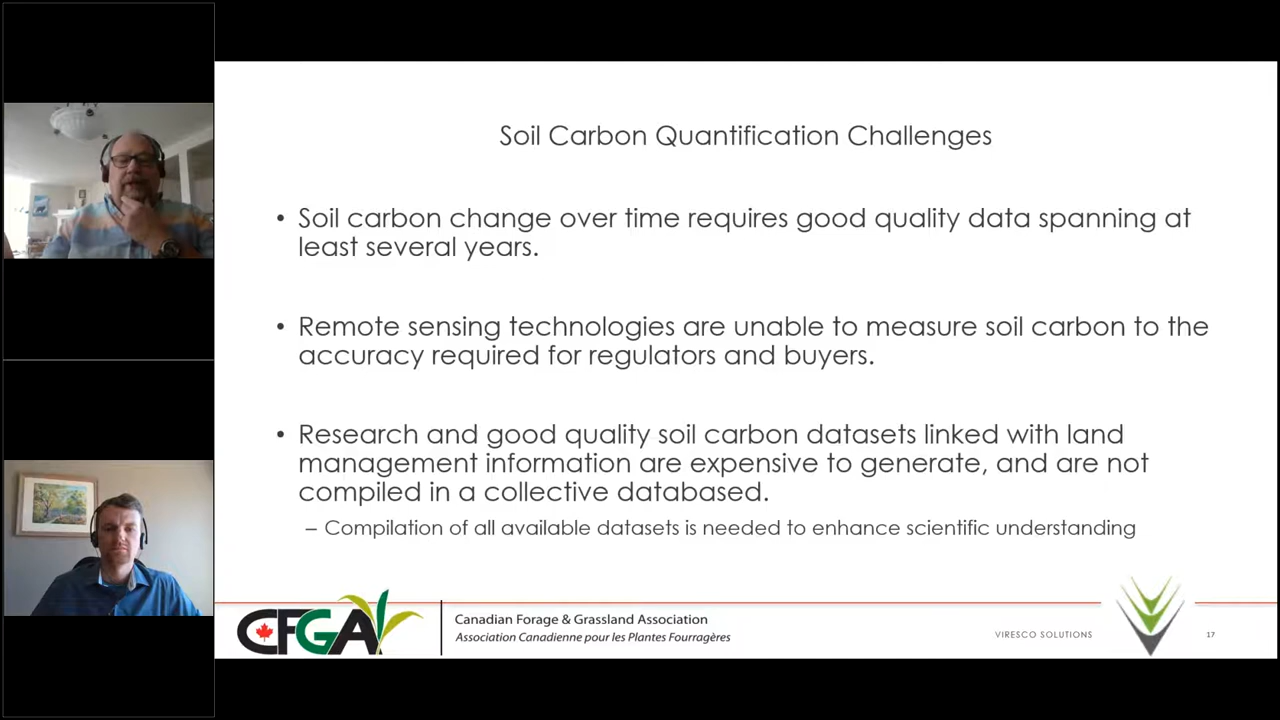 Soil Carbon Quantification Challenges
• Soil carbon change over time requires good quality data spanning at
least several years.
• Remote sensing technologies are unable to measure soil carbon to the
accuracy required for regulators and buyers.
• Research and good quality soil carbon datasets linked with land
management information are expensive to generate, and are not
compiled in a collective databased.
– Compilation of all available datasets is needed to enhance scientific understanding
CFGA
Canadian Forage & Grassland Association
Association Canadienne pour les Plantes Fourragères
VIRESCO SOLUTIONS
17